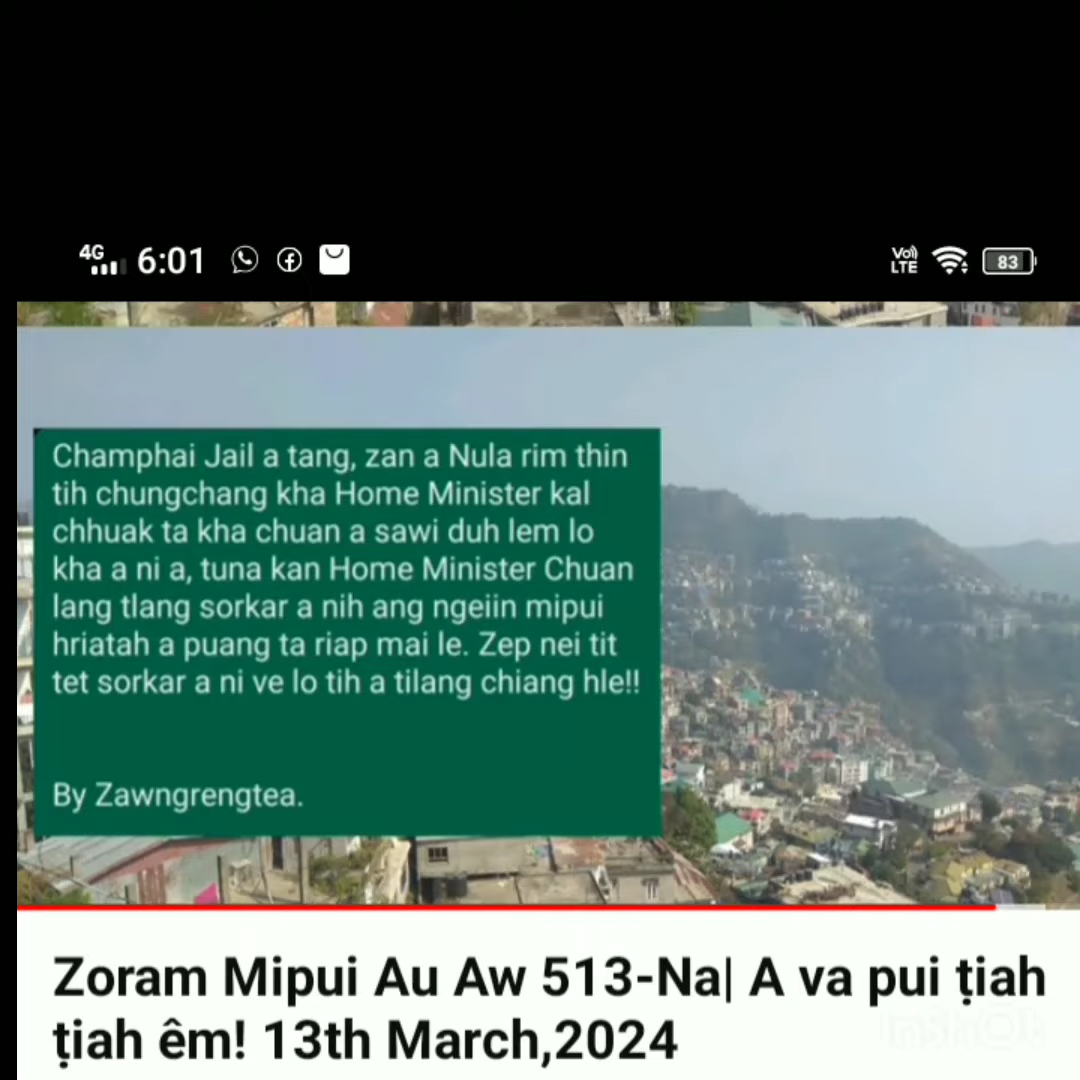 4G 6:01 Vo)) LTE 83
Champhai Jail a tang, zan a Nula rim thin
tih chungchang kha Home Minister kal
chhuak ta kha chuan a sawi duh lem lo
kha a ni a, tuna kan Home Minister Chuan
lang tlang sorkar a nih ang ngeiin mipui
hriatah a puang ta riap mai le. Zep nei tit
tet sorkar a ni ve lo tih a tilang chiang hle!!
By Zawngrengtea.
Zoram Mipui Au Aw 513-Na| A va pui ṭiah
ṭiah êm! 13th March,2024